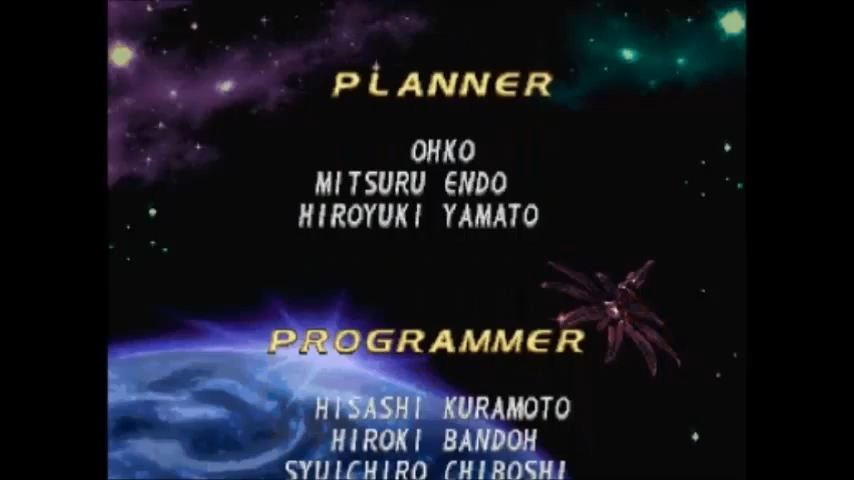 PLANNER
OHKO
MITSURU ENDO
HIROYUKI YAMATO
PROGRAMMER
HISASHI KURAMOTO
HIROKI BANDOH
SYUICHIRO CHIBOSHI